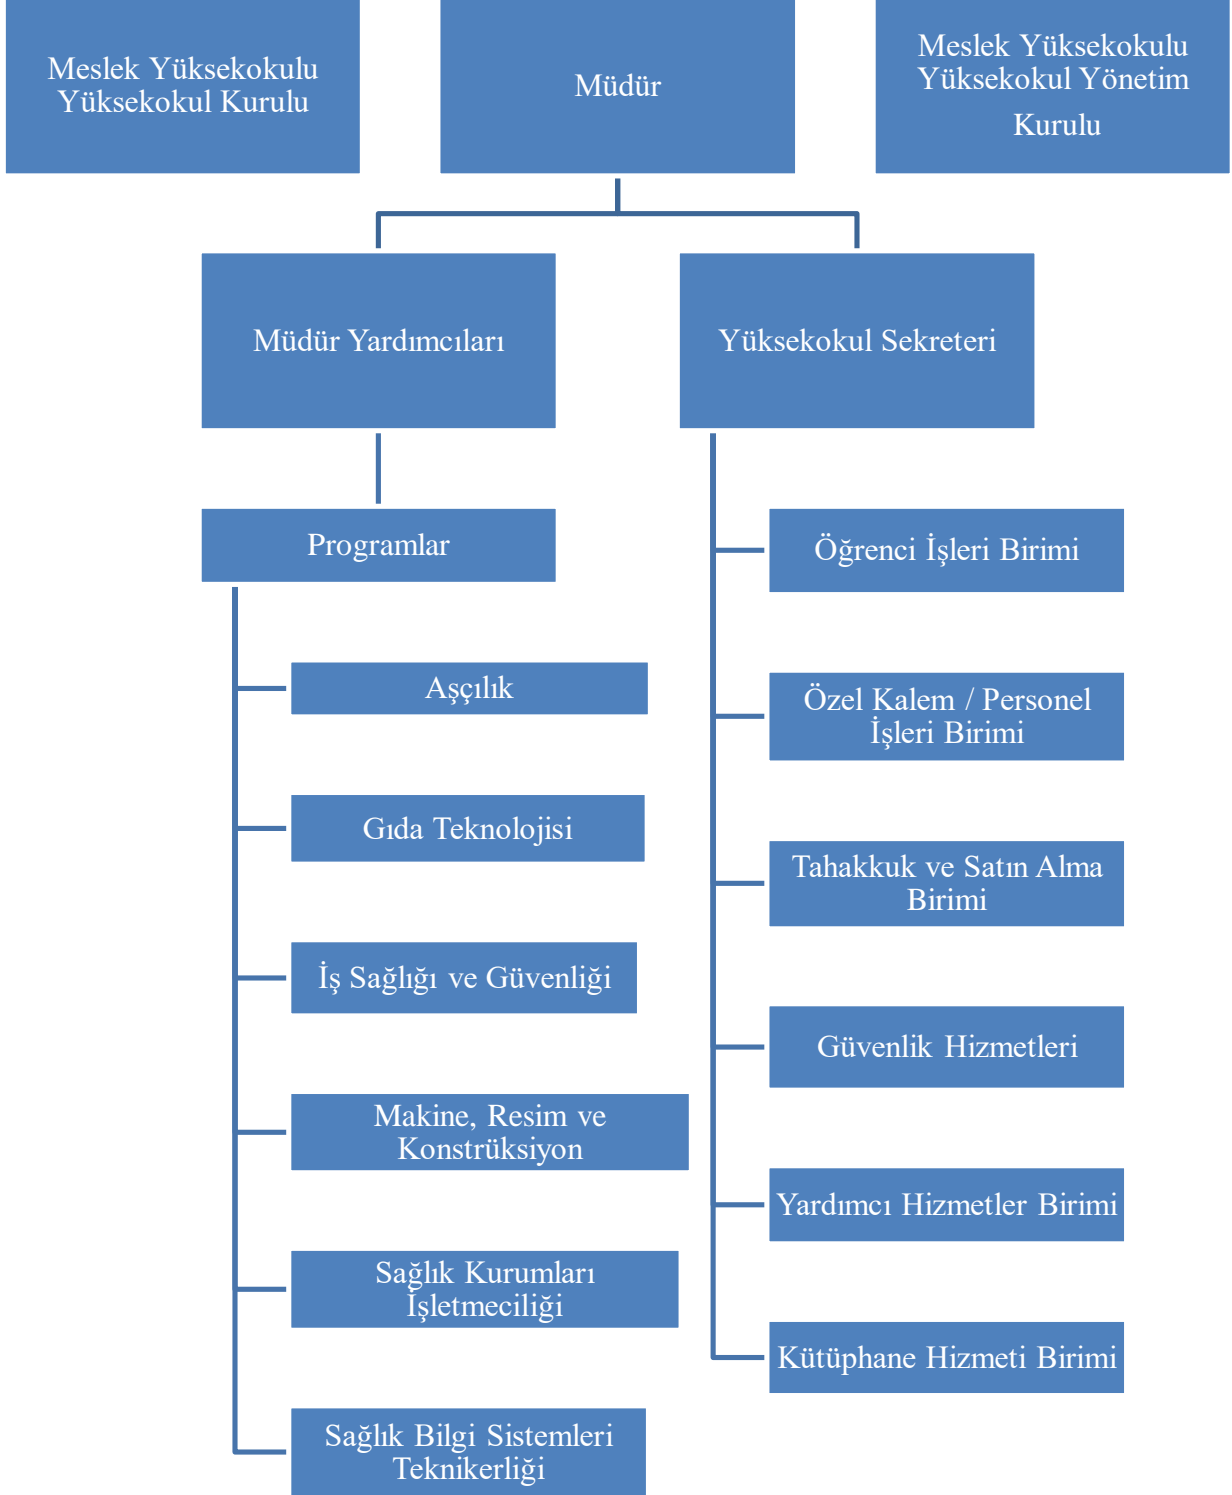 Meslek Yüksekokulu
Yüksekokul Kurulu
Müdür
Meslek Yüksekokulu
Yüksekokul Yönetim
Kurulu
Müdür Yardımcıları
Yüksekokul Sekreteri
Programlar
Aşçılık
Gıda Teknolojisi
İş Sağlığı ve Güvenliği
Makine, Resim ve
Konstrüksiyon
Sağlık Kurumları
İşletmeciliği
Sağlık Bilgi Sistemleri
Teknikerliği
Öğrenci İşleri Birimi
Özel Kalem / Personel
İşleri Birimi
Tahakkuk ve Satın Alma
Birimi
Güvenlik Hizmetleri
Yardımcı Hizmetler Birimi
Kütüphane Hizmeti Birimi